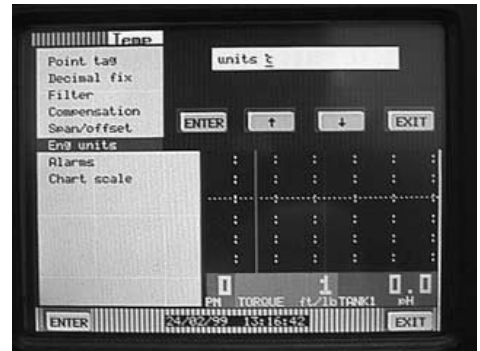 Temp
Point tag
Decimal fix
Filter
Compensation
Span/offset
Eng units
Alarms
Chart scale
units
ENTER ↑ ↓ EXIT
0 1 0.0
PM TORQUE ft/lb TANK1 pH
ENTER 24/02/99 13:16:42 EXIT